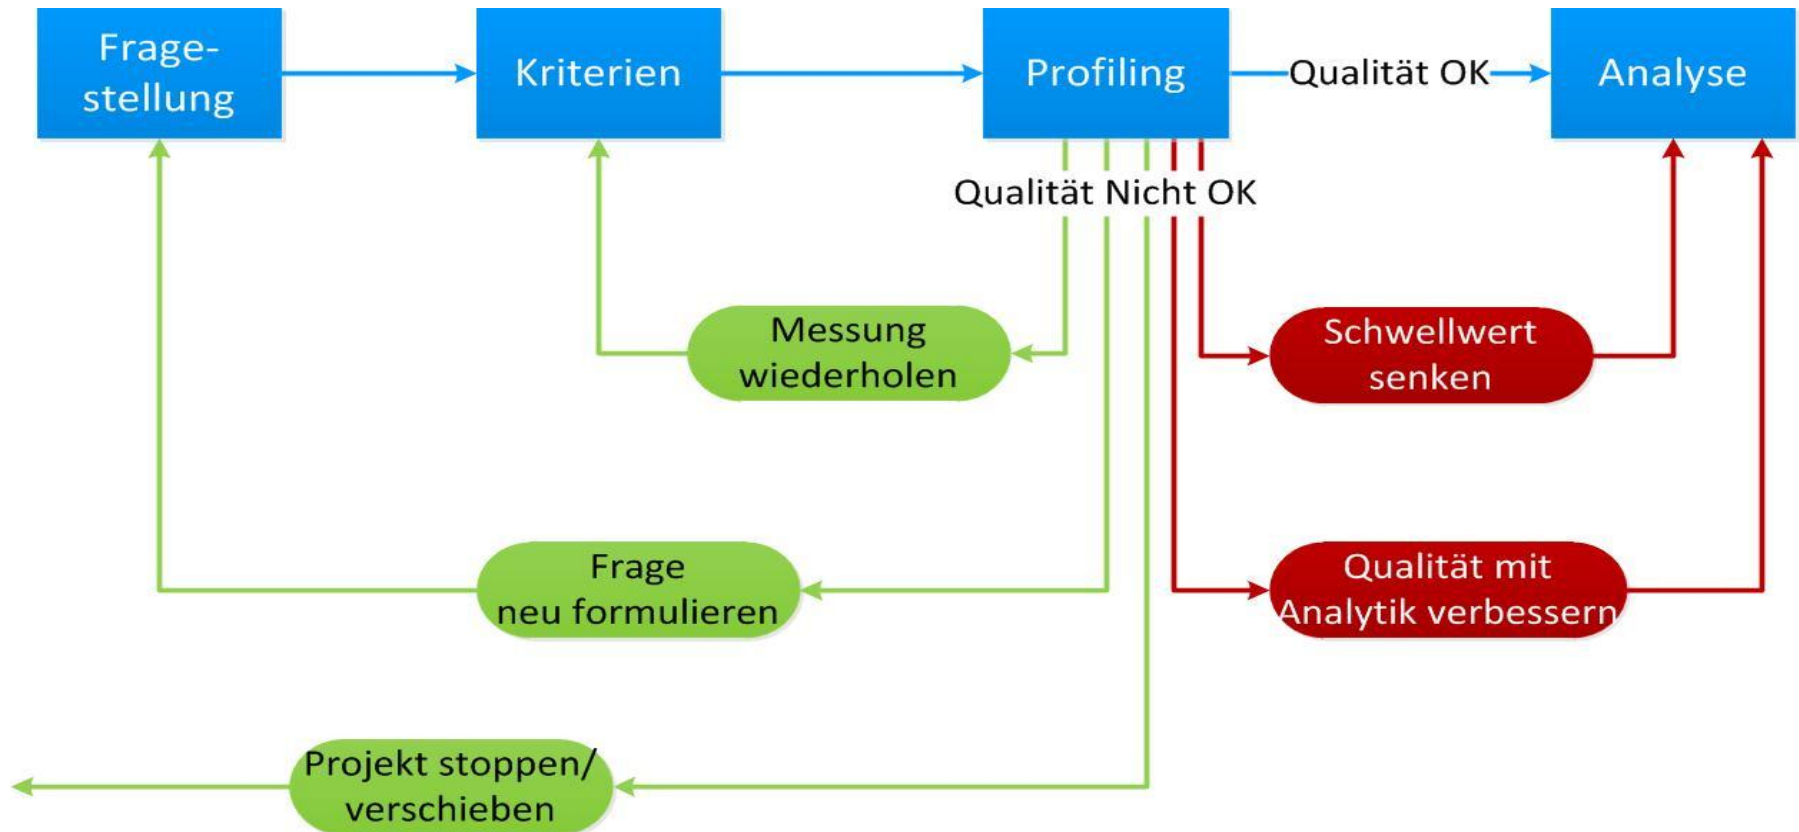 Frage-
stellung
Kriterien
Profiling
Qualität OK
Analyse
Qualität Nicht OK
Messung
wiederholen
Schwellwert
senken
Frage
neu formulieren
Qualität mit
Analytik verbessern
Projekt stoppen/
verschieben